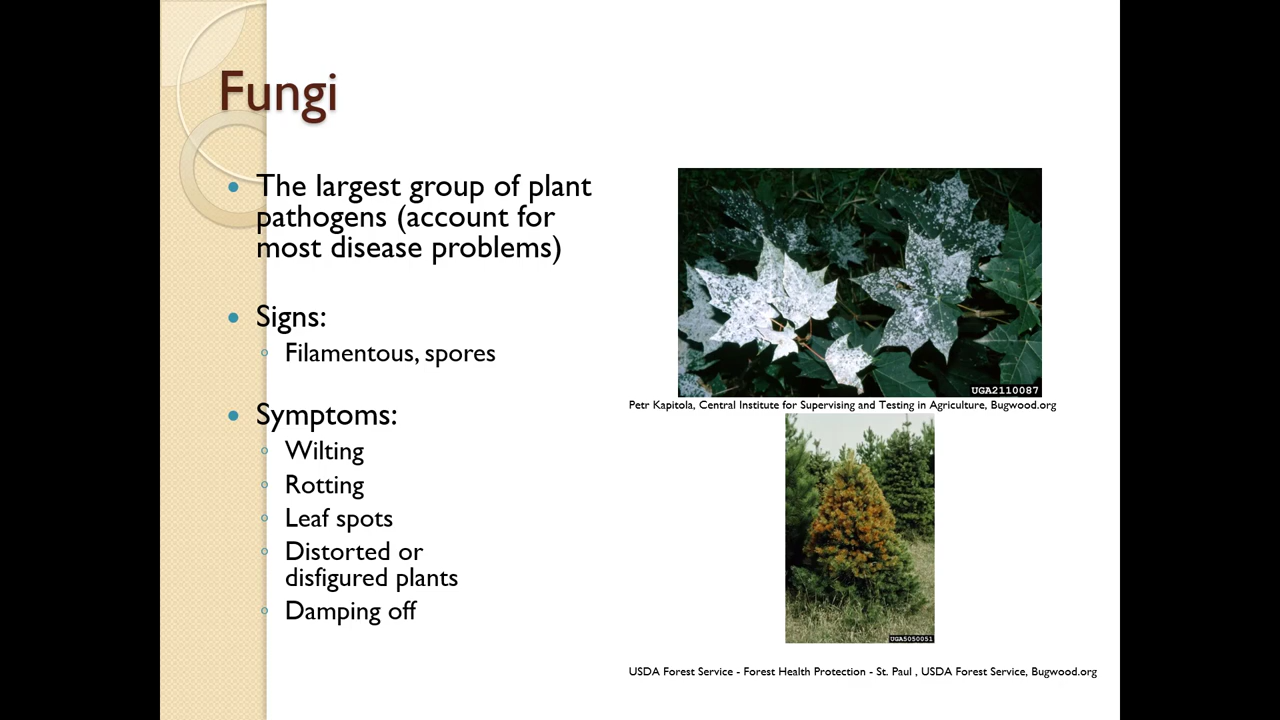 Fungi
The largest group of plant
pathogens (account for
most disease problems)
Signs:
Filamentous, spores
Symptoms:
Wilting
Rotting
Leaf spots
Distorted or
disfigured plants
Damping off
UGA2110087
Petr Kapitola, Central Institute for Supervising and Testing in Agriculture, Bugwood.org
UGA5050051
USDA Forest Service - Forest Health Protection - St. Paul , USDA Forest Service, Bugwood.org